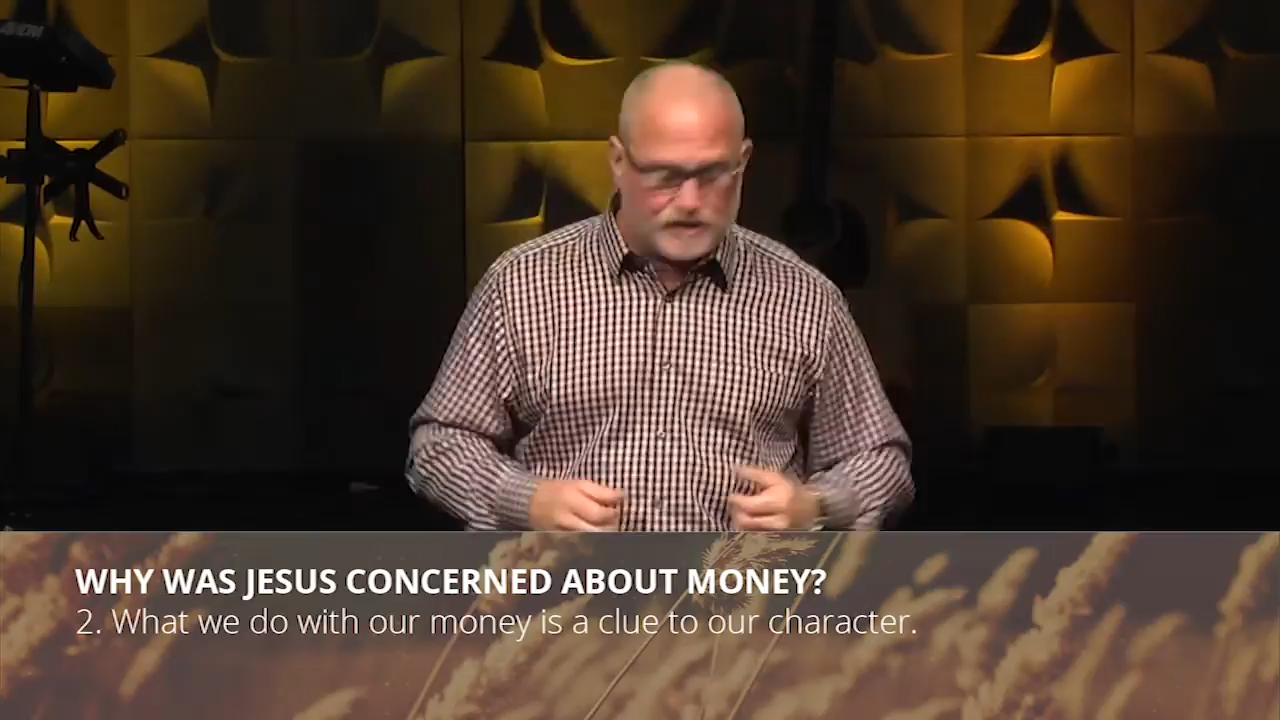 WHY WAS JESUS CONCERNED ABOUT MONEY?
2. What we do with our money is a clue to our character.